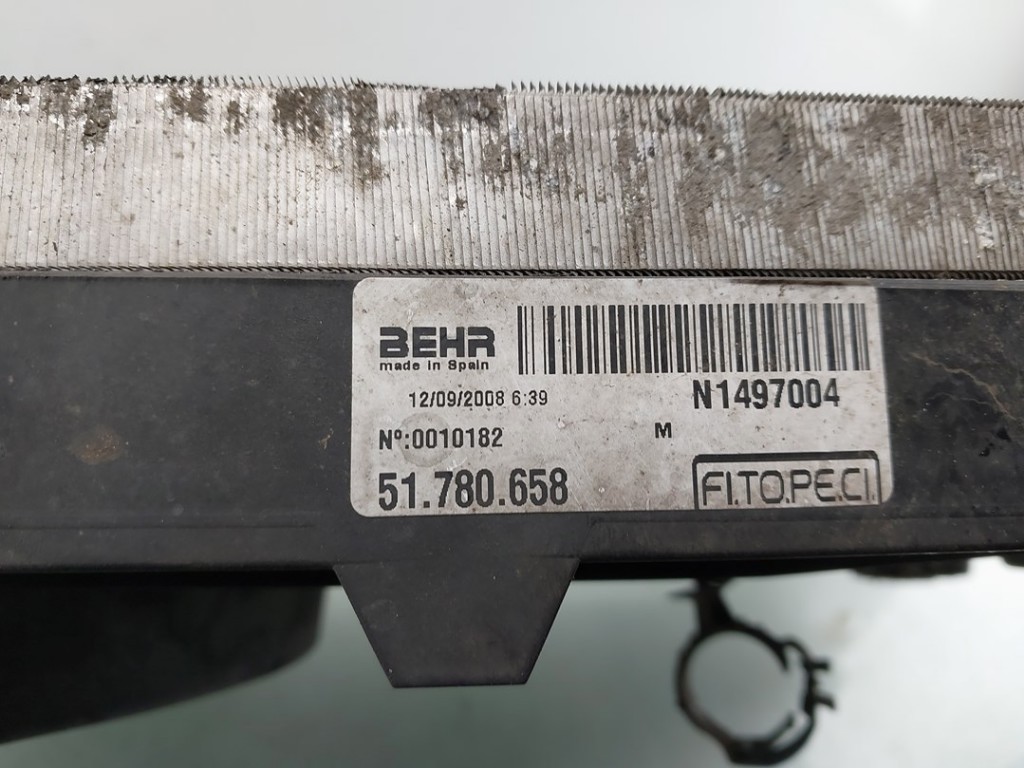 BEHR
made in Spain
12/09/2008 6:39
N1497004
Nº:0010182
M
51.780.658
FI.TO.PE.CI.